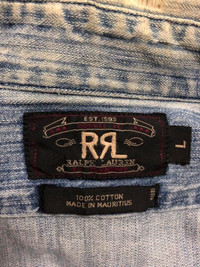 EST. 1993
RRL
RALPH LAUREN
L
100% COTTON
MADE IN MAURITIUS